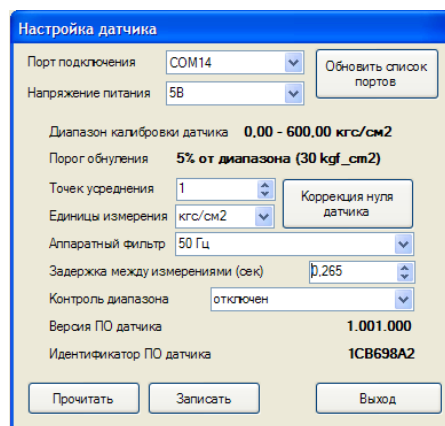 Настройка датчика
Порт подключения COM14
Обновить список
портов
Напряжение питания 5В
Диапазон калибровки датчика 0,00 - 600,00 кгс/см2
Порог обнуления 5% от диапазона (30 kgf_cm2)
Точек усреднения 1
Коррекция нуля
датчика
Единицы измерения кгс/см2
Аппаратный фильтр 50 Гц
Задержка между измерениями (сек) 0,265
Контроль диапазона отключен
Версия ПО датчика 1.001.000
Идентификатор ПО датчика 1CB698A2
Прочитать Записать Выход